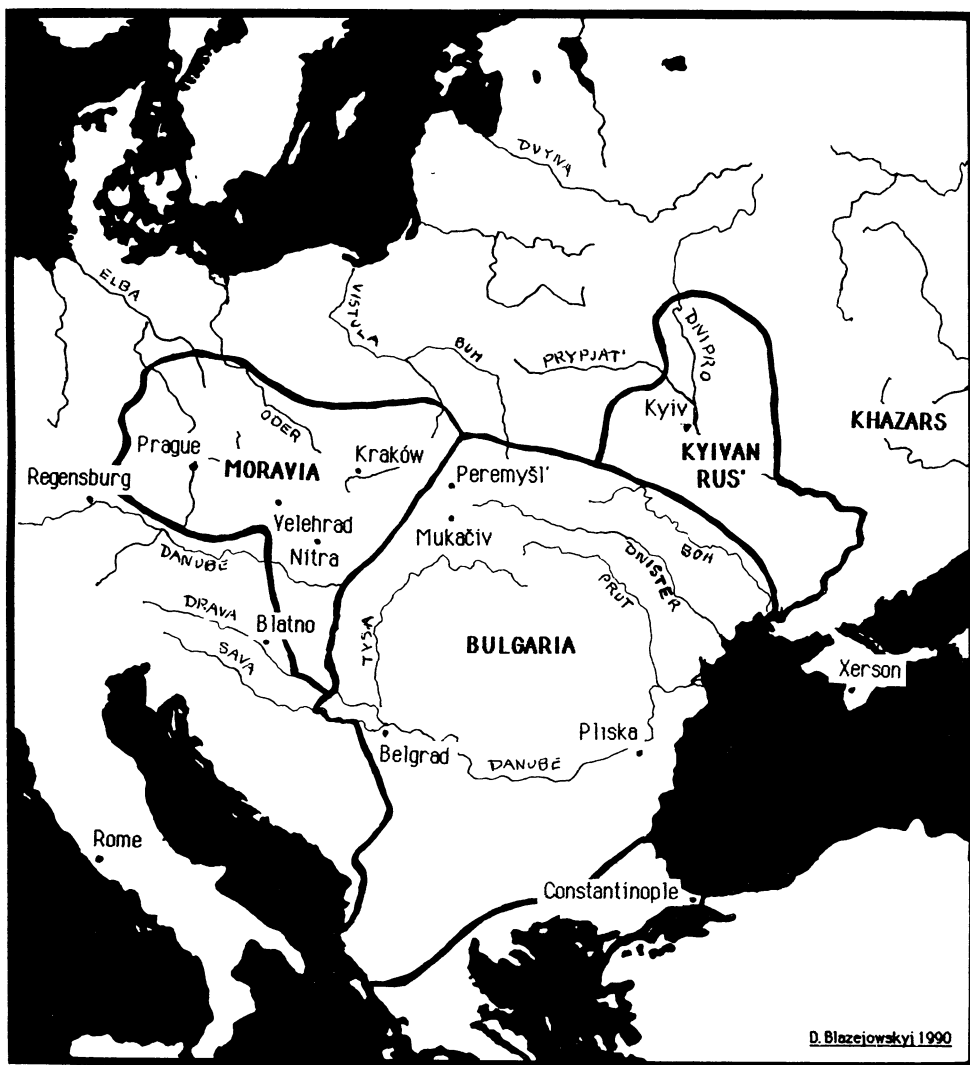 DVYNA
ELBA
VISTULA
BUH
PRYPJAT'
DNIPRO
Kyiv
KHAZARS
KYIVAN
RUS'
ODER
Prague
MORAVIA
Kraków
Regensburg
Peremyšl'
Velehrad
Mukačiv
Nitra
DANUBE
BOH
DNISTER
PRUT
DRAVA
Blatno
TYSA
SAVA
BULGARIA
Xerson
Pliska
Belgrad
DANUBE
Rome
Constantinople
D. Blazejowskyj 1990